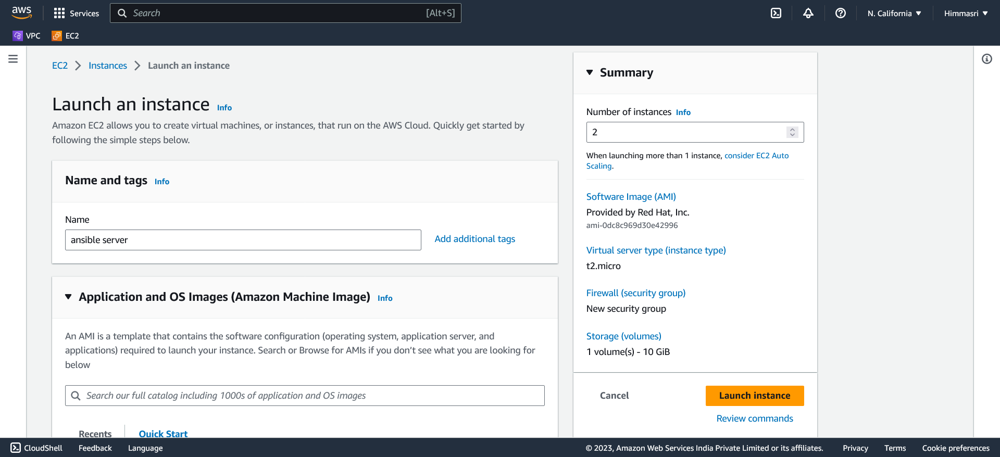 aws
Services
Search
[Alt+S]
N. California
Himmasri
VPC
EC2
EC2
Instances
Launch an instance
Launch an instance Info
Amazon EC2 allows you to create virtual machines, or instances, that run on the AWS Cloud. Quickly get started by
following the simple steps below.
Name and tags Info
Name
ansible server
Add additional tags
Application and OS Images (Amazon Machine Image) Info
An AMI is a template that contains the software configuration (operating system, application server, and
applications) required to launch your instance. Search or Browse for AMIs if you don’t see what you are looking for
below
Search our full catalog including 1000s of application and OS images
Recents
Quick Start
Summary
Number of instances Info
2
When launching more than 1 instance, consider EC2 Auto
Scaling.
Software Image (AMI)
Provided by Red Hat, Inc.
ami-0dc8c969d30e42996
Virtual server type (instance type)
t2.micro
Firewall (security group)
New security group
Storage (volumes)
1 volume(s) - 10 GiB
Cancel
Launch instance
Review commands
CloudShell
Feedback
Language
© 2023, Amazon Web Services India Private Limited or its affiliates.
Privacy
Terms
Cookie preferences